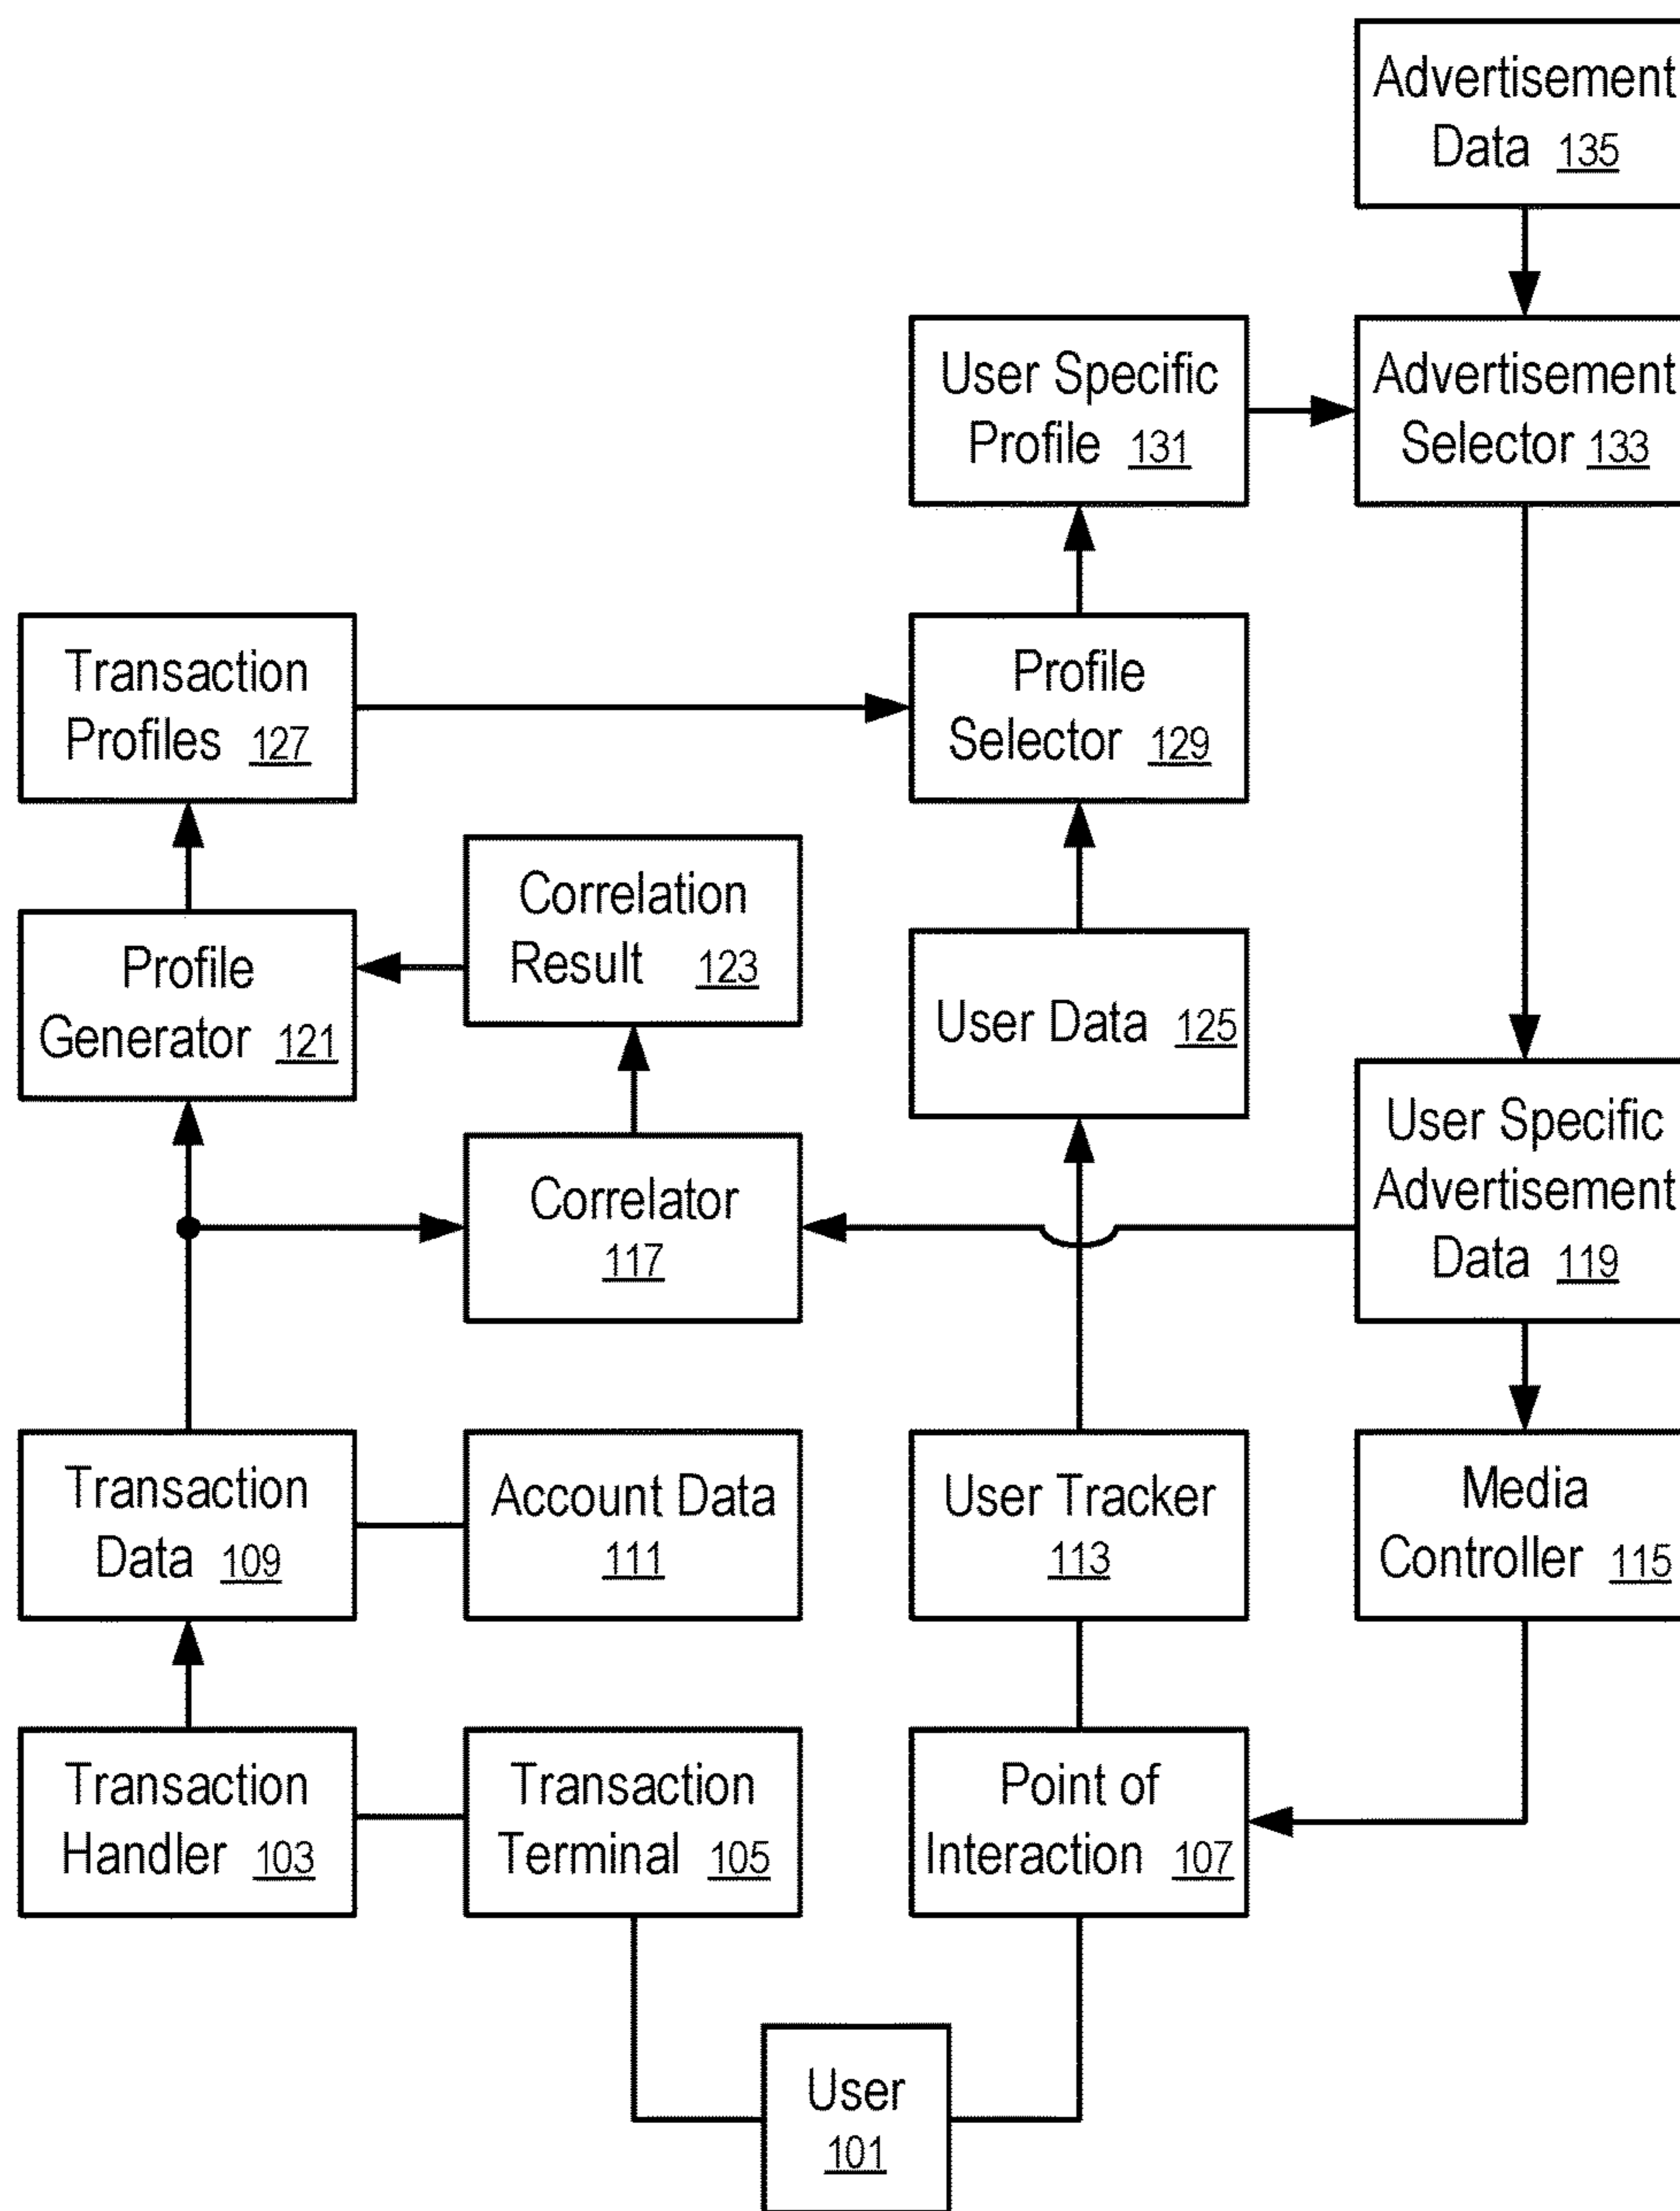 Advertisement
Data 135
User Specific
Profile 131
Advertisement
Selector 133
Transaction
Profiles 127
Profile
Selector 129
Correlation
Result 123
Profile
Generator 121
User Data 125
User Specific
Advertisement
Data 119
Correlator
117
Transaction
Data 109
Account Data
111
User Tracker
113
Media
Controller 115
Transaction
Handler 103
Transaction
Terminal 105
Point of
Interaction 107
User
101